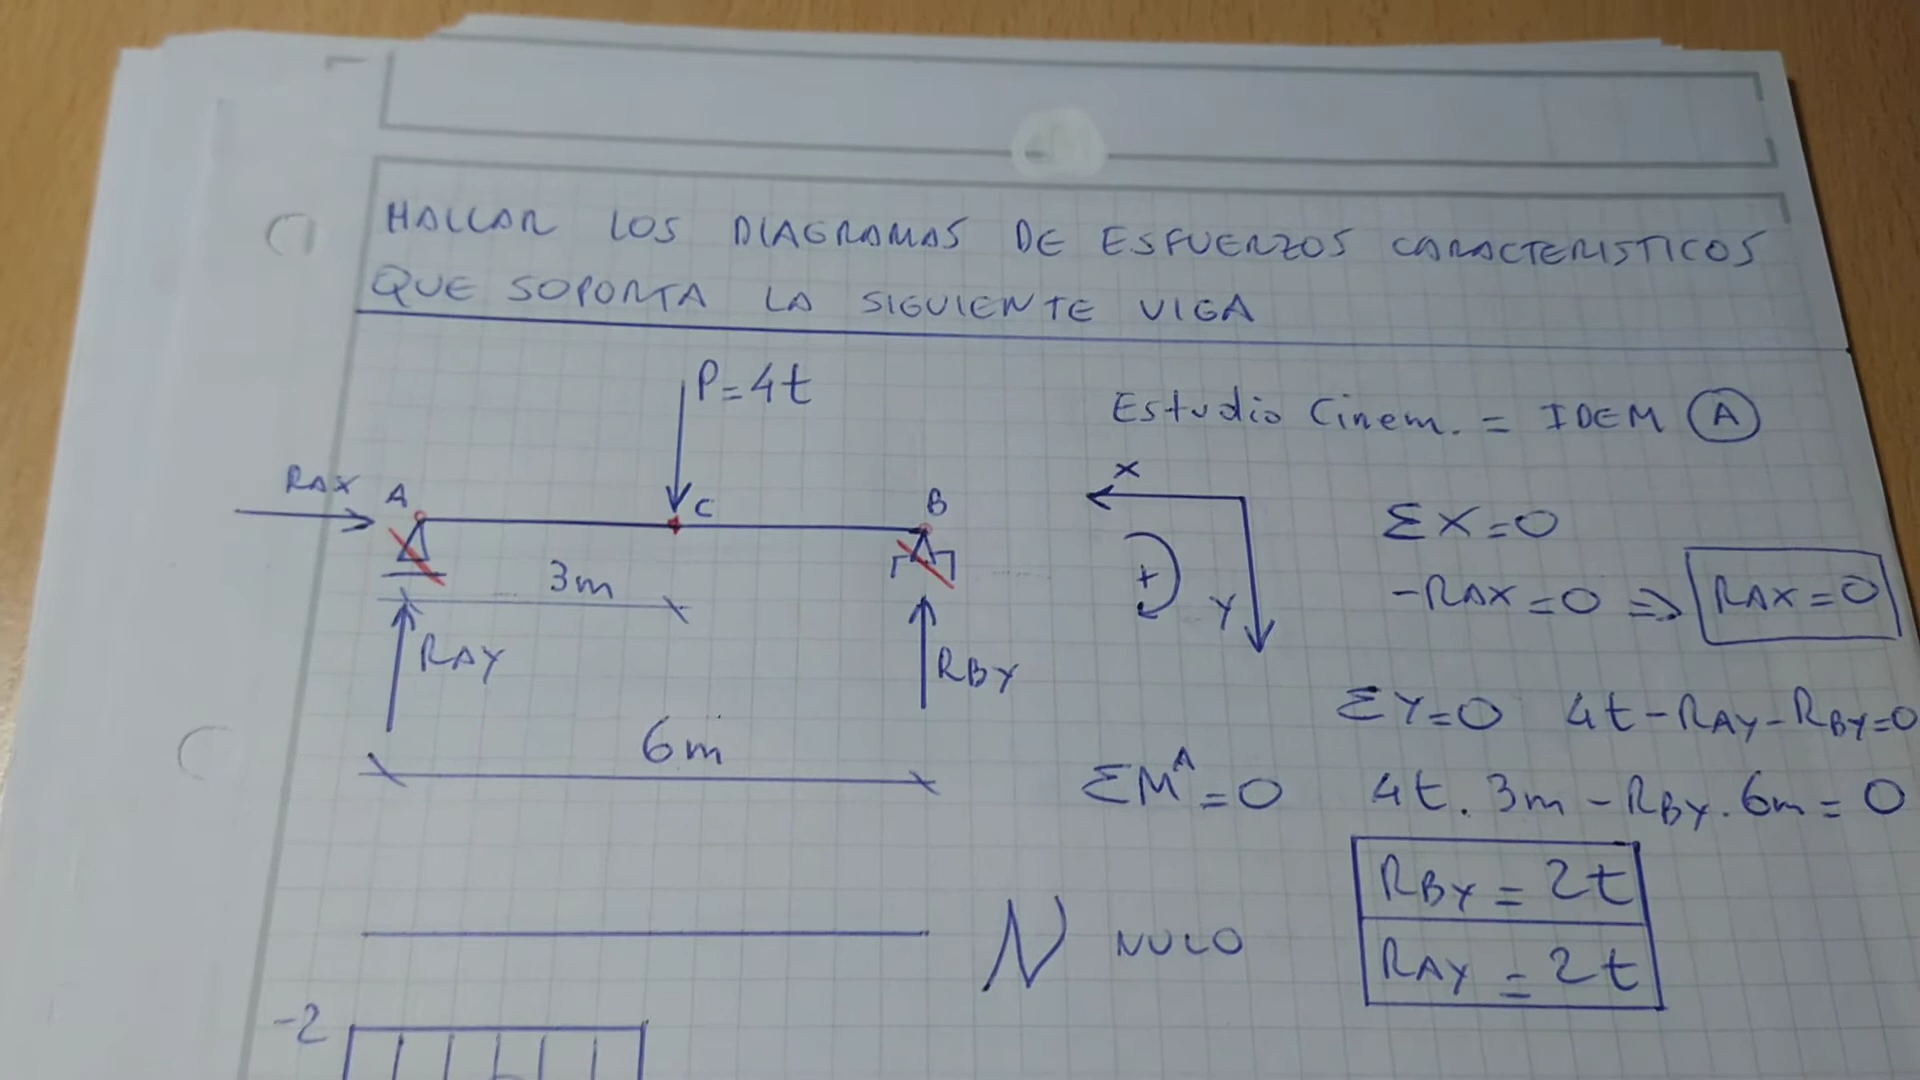 HALLAR LOS DIAGRAMAS DE ESFUERZOS CARACTERISTICOS
QUE SOPORTA LA SIGUIENTE VIGA
P=4t
Estudio Cinem. = IDEM A
RAX A C B
X
ΣX=0
3m
+ Y
-RAX=0 ⇒ RAX=0
RAY RBY
ΣY=0 4t-RAY-RBY=0
6m
ΣM^A=0 4t.3m-RBY.6m=0
RBY=2t
N NULO
RAY=2t
-2